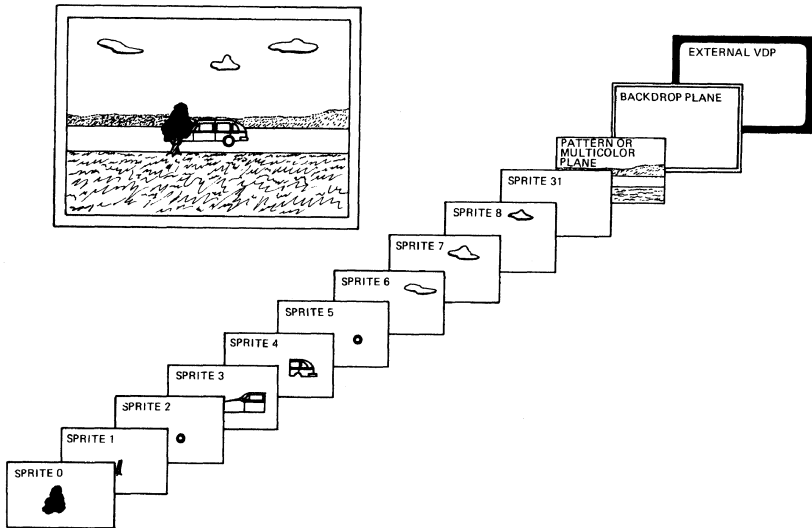 EXTERNAL VDP
BACKDROP PLANE
PATTERN OR
MULTICOLOR
PLANE
SPRITE 31
SPRITE 8
SPRITE 7
SPRITE 6
SPRITE 5
SPRITE 4
SPRITE 3
SPRITE 2
SPRITE 1
SPRITE 0